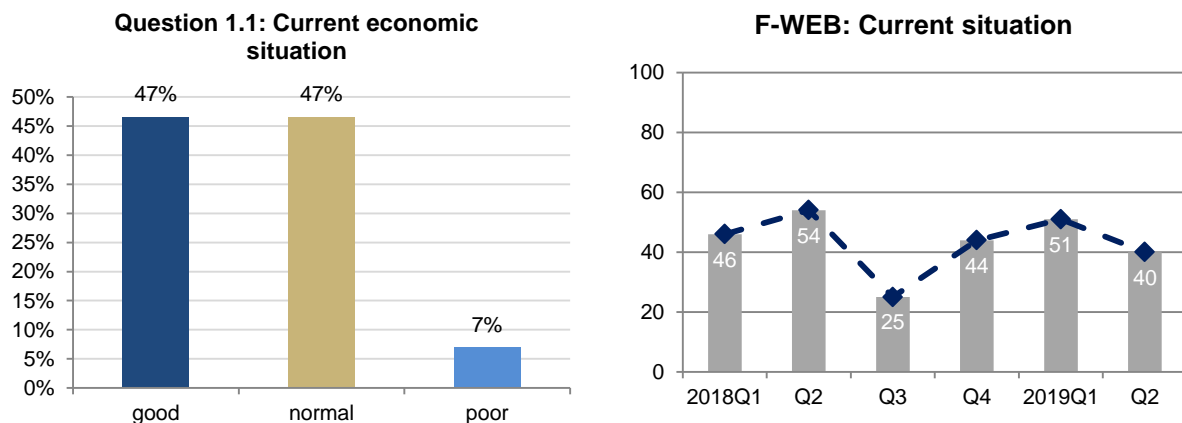 Question 1.1: Current economic
situation
50%
45%
40%
35%
30%
25%
20%
15%
10%
5%
0%
47%
47%
7%
good
normal
poor
F-WEB: Current situation
100
80
60
40
20
0
46
54
25
44
51
40
2018Q1
Q2
Q3
Q4
2019Q1
Q2